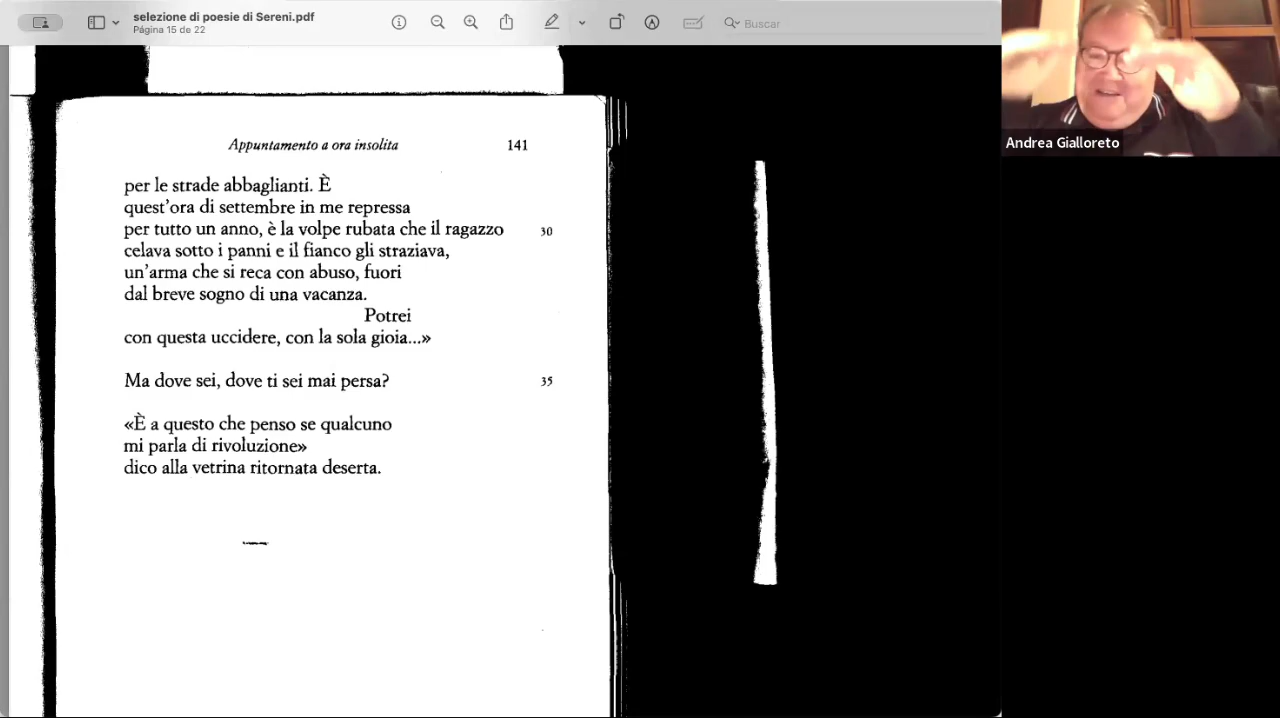 selezione di poesie di Sereni.pdf
Página 15 de 22
Buscar
Andrea Gialloreto
Appuntamento a ora insolita 141
per le strade abbaglianti. È
quest'ora di settembre in me repressa
per tutto un anno, è la volpe rubata che il ragazzo 30
celava sotto i panni e il fianco gli straziava,
un'arma che si reca con abuso, fuori
dal breve sogno di una vacanza.
Potrei
con questa uccidere, con la sola gioia...»
Ma dove sei, dove ti sei mai persa? 35
«È a questo che penso se qualcuno
mi parla di rivoluzione»
dico alla vetrina ritornata deserta.